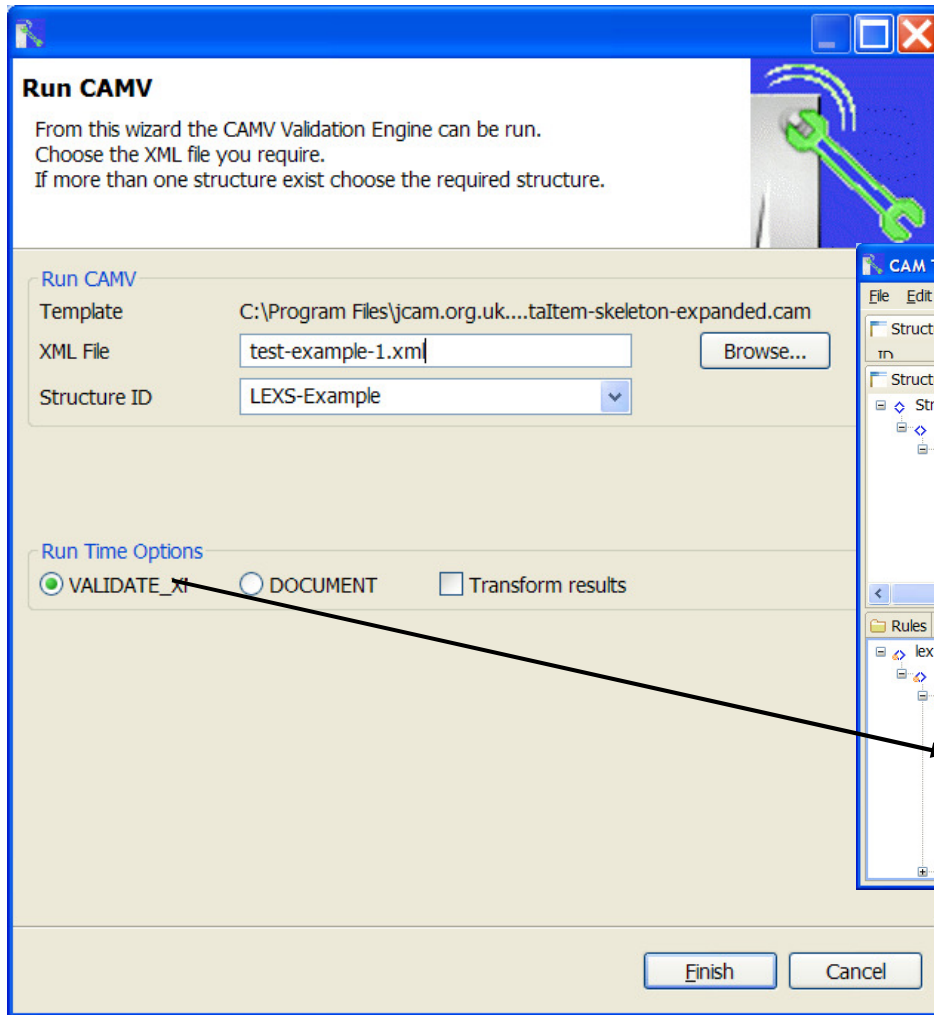 Run CAMV
From this wizard the CAMV Validation Engine can be run.
Choose the XML file you require.
If more than one structure exist choose the required structure.
Run CAMV
Template C:\Program Files\jcam.org.uk....taItem-skeleton-expanded.cam
XML File test-example-1.xml Browse...
Structure ID LEXS-Example
Run Time Options
DOCUMENT Transform results
Finish Cancel
CAM
File Edit
ID
Rules